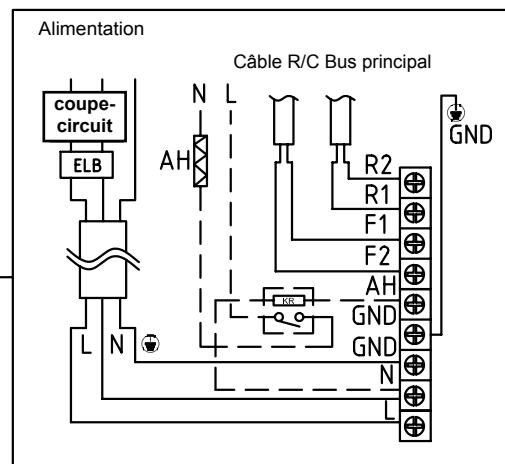 Alimentation
Câble R/C Bus principal
coupe-
circuit
ELB
N L
AH
GND
R2
R1
F1
F2
AH
GND
GND
N
L
KR
L N